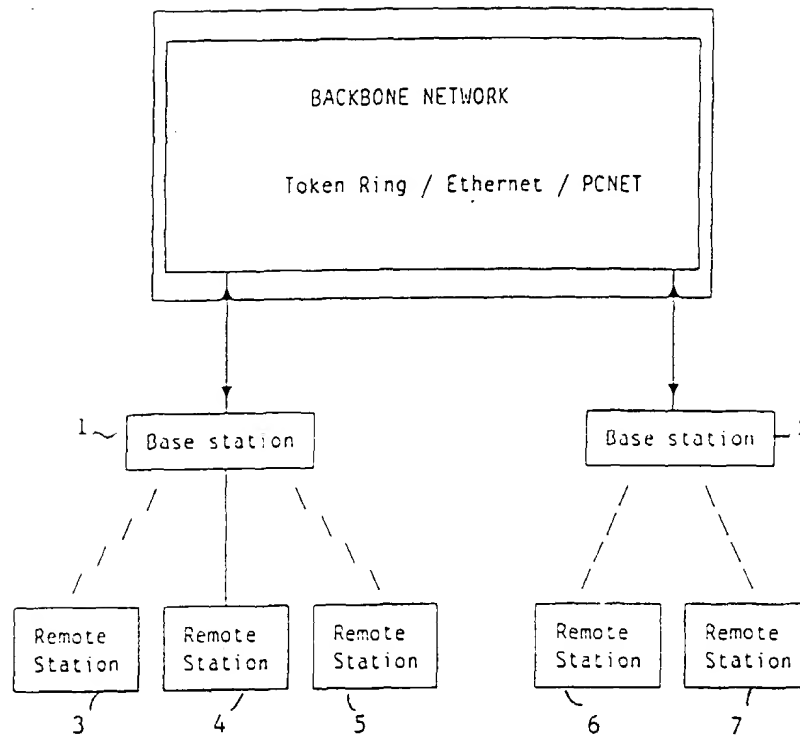 BACKBONE NETWORK
Token Ring / Ethernet / PCNET
1
Base station
Base station
Remote Station
Remote Station
Remote Station
Remote Station
Remote Station
3
4
5
6
7